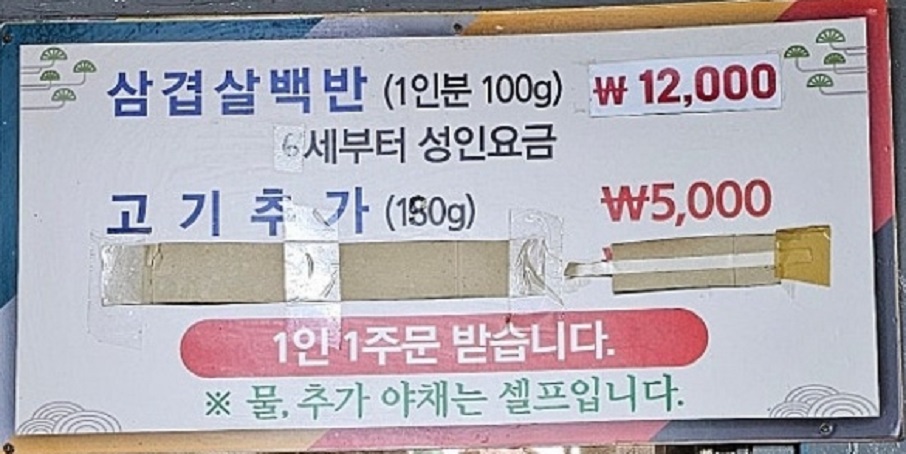 삼겹살백반 (1인분 100g) ₩ 12,000
6세부터 성인요금
고기추가 ₩5,000
1인 1주문 받습니다.
※ 물, 추가 야채는 셀프입니다.